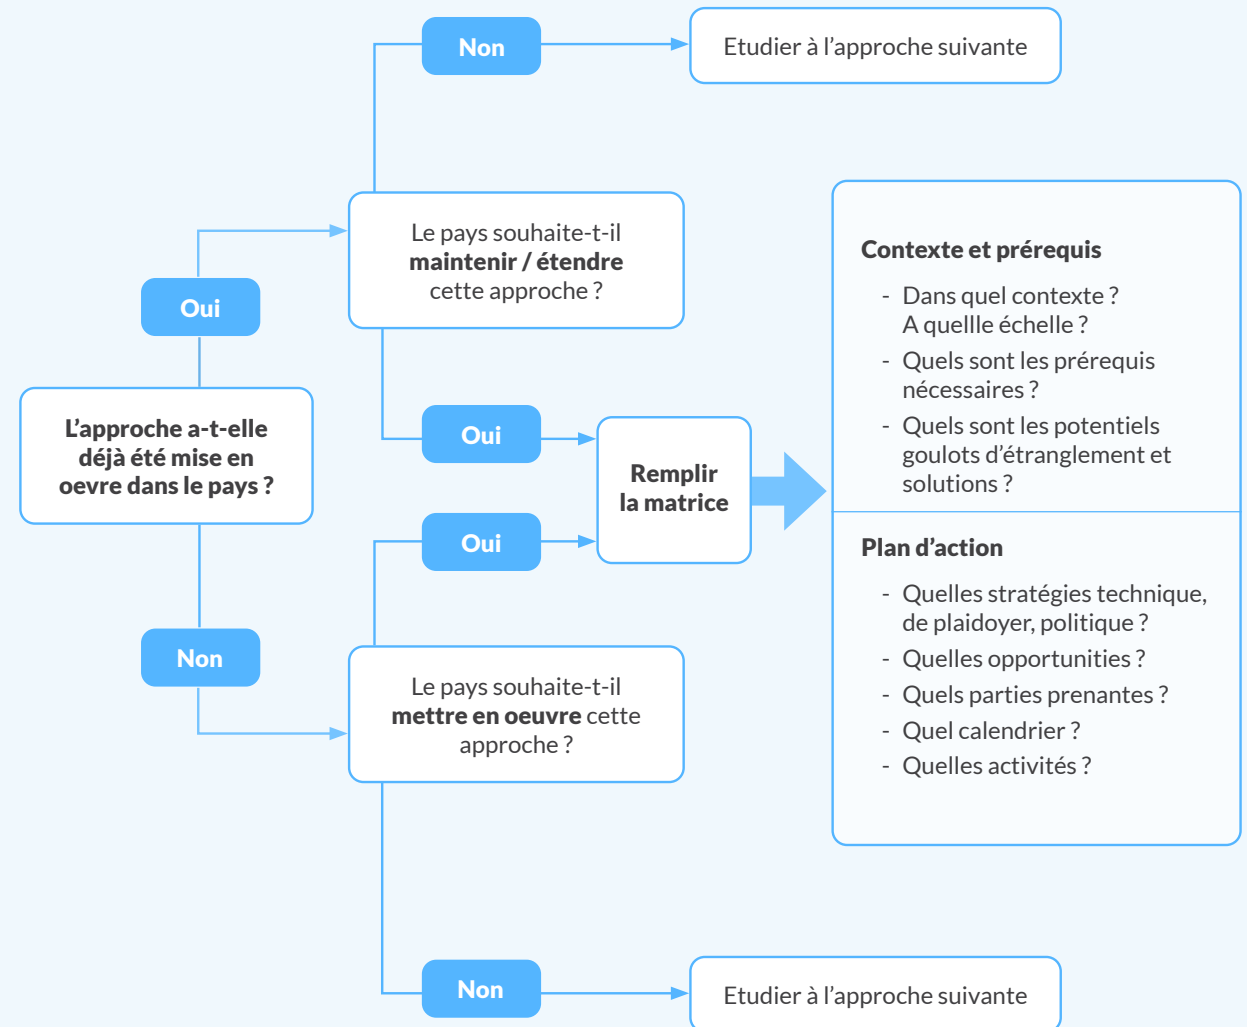 Non
Etudier à l’approche suivante
Le pays souhaite-t-il
maintenir / étendre
cette approche ?
Oui
L’approche a-t-elle
déjà été mise en
oevre dans le pays ?
Oui
Remplir
la matrice
Oui
Non
Le pays souhaite-t-il
mettre en oeuvre cette
approche ?
Non
Etudier à l’approche suivante
Contexte et prérequis
- Dans quel contexte ?
A quellle échelle ?
- Quels sont les prérequis
nécessaires ?
- Quels sont les potentiels
goulots d’étranglement et
solutions ?
Plan d’action
- Quelles stratégies technique,
de plaidoyer, politique ?
- Quelles opportunities ?
- Quels parties prenantes ?
- Quel calendrier ?
- Quelles activités ?